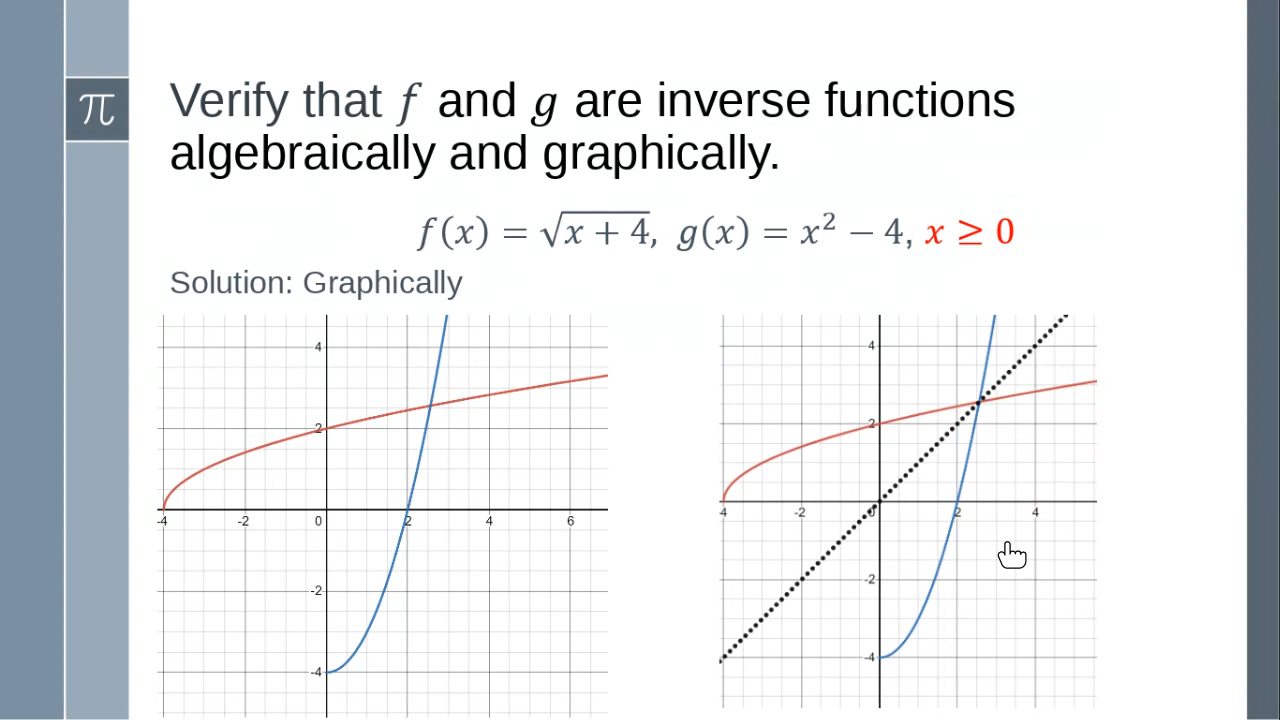 π
Verify that f and g are inverse functions
algebraically and graphically.
f(x) = √(x + 4), g(x) = x² − 4, x ≥ 0
Solution: Graphically
4
2
-4 -2 0 2 4 6
-2
-4
4
2
4 -2 0 2 4
-2
-4